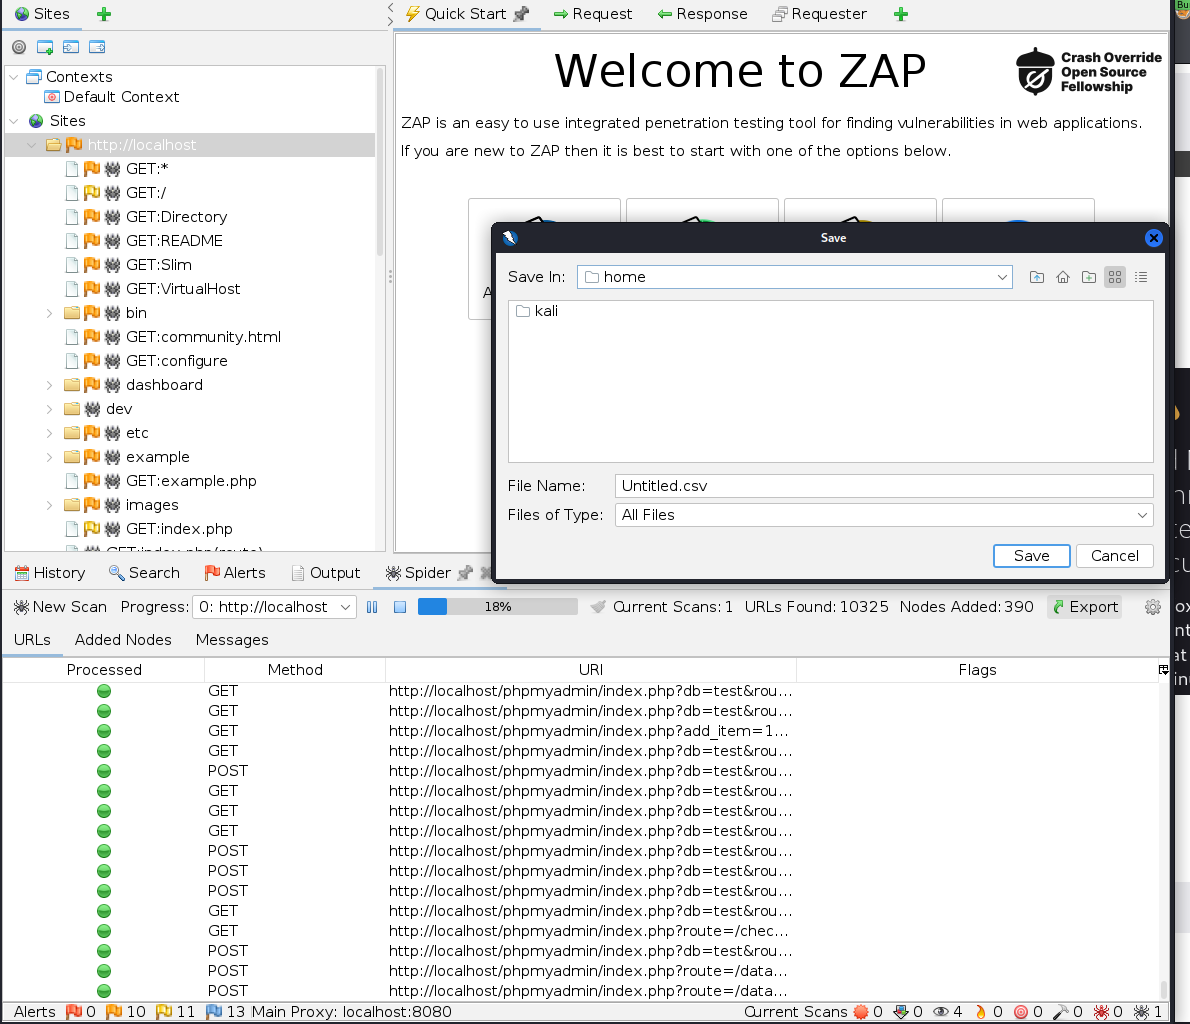 Sites
Quick Start
Request
Response
Requester
Contexts
Default Context
Sites
http://localhost
GET:*
GET:/
GET:Directory
GET:README
GET:Slim
GET:VirtualHost
bin
GET:community.html
GET:configure
dashboard
dev
etc
example
GET:example.php
images
GET:index.php
GET:index.php(route)
Welcome to ZAP
Crash Override
Open Source
Fellowship
ZAP is an easy to use integrated penetration testing tool for finding vulnerabilities in web applications.
If you are new to ZAP then it is best to start with one of the options below.
Save
Save In:
home
kali
File Name:
Untitled.csv
Files of Type:
All Files
Save
Cancel
History
Search
Alerts
Output
Spider
New Scan
Progress:
0: http://localhost
18%
Current Scans: 1
URLs Found: 10325
Nodes Added: 390
Export
URLs
Added Nodes
Messages
Processed Method URI Flags
GET http://localhost/phpmyadmin/index.php?db=test&rou...
GET http://localhost/phpmyadmin/index.php?db=test&rou...
GET http://localhost/phpmyadmin/index.php?add_item=1...
GET http://localhost/phpmyadmin/index.php?db=test&rou...
POST http://localhost/phpmyadmin/index.php?db=test&rou...
GET http://localhost/phpmyadmin/index.php?db=test&rou...
GET http://localhost/phpmyadmin/index.php?db=test&rou...
GET http://localhost/phpmyadmin/index.php?db=test&rou...
POST http://localhost/phpmyadmin/index.php?db=test&rou...
POST http://localhost/phpmyadmin/index.php?db=test&rou...
POST http://localhost/phpmyadmin/index.php?db=test&rou...
GET http://localhost/phpmyadmin/index.php?db=test&rou...
GET http://localhost/phpmyadmin/index.php?route=/chec...
POST http://localhost/phpmyadmin/index.php?db=test&rou...
POST http://localhost/phpmyadmin/index.php?route=/data...
POST http://localhost/phpmyadmin/index.php?route=/data...
Alerts 0 10 11 13 Main Proxy: localhost:8080
Current Scans 0 0 4 0 0 0 0 1